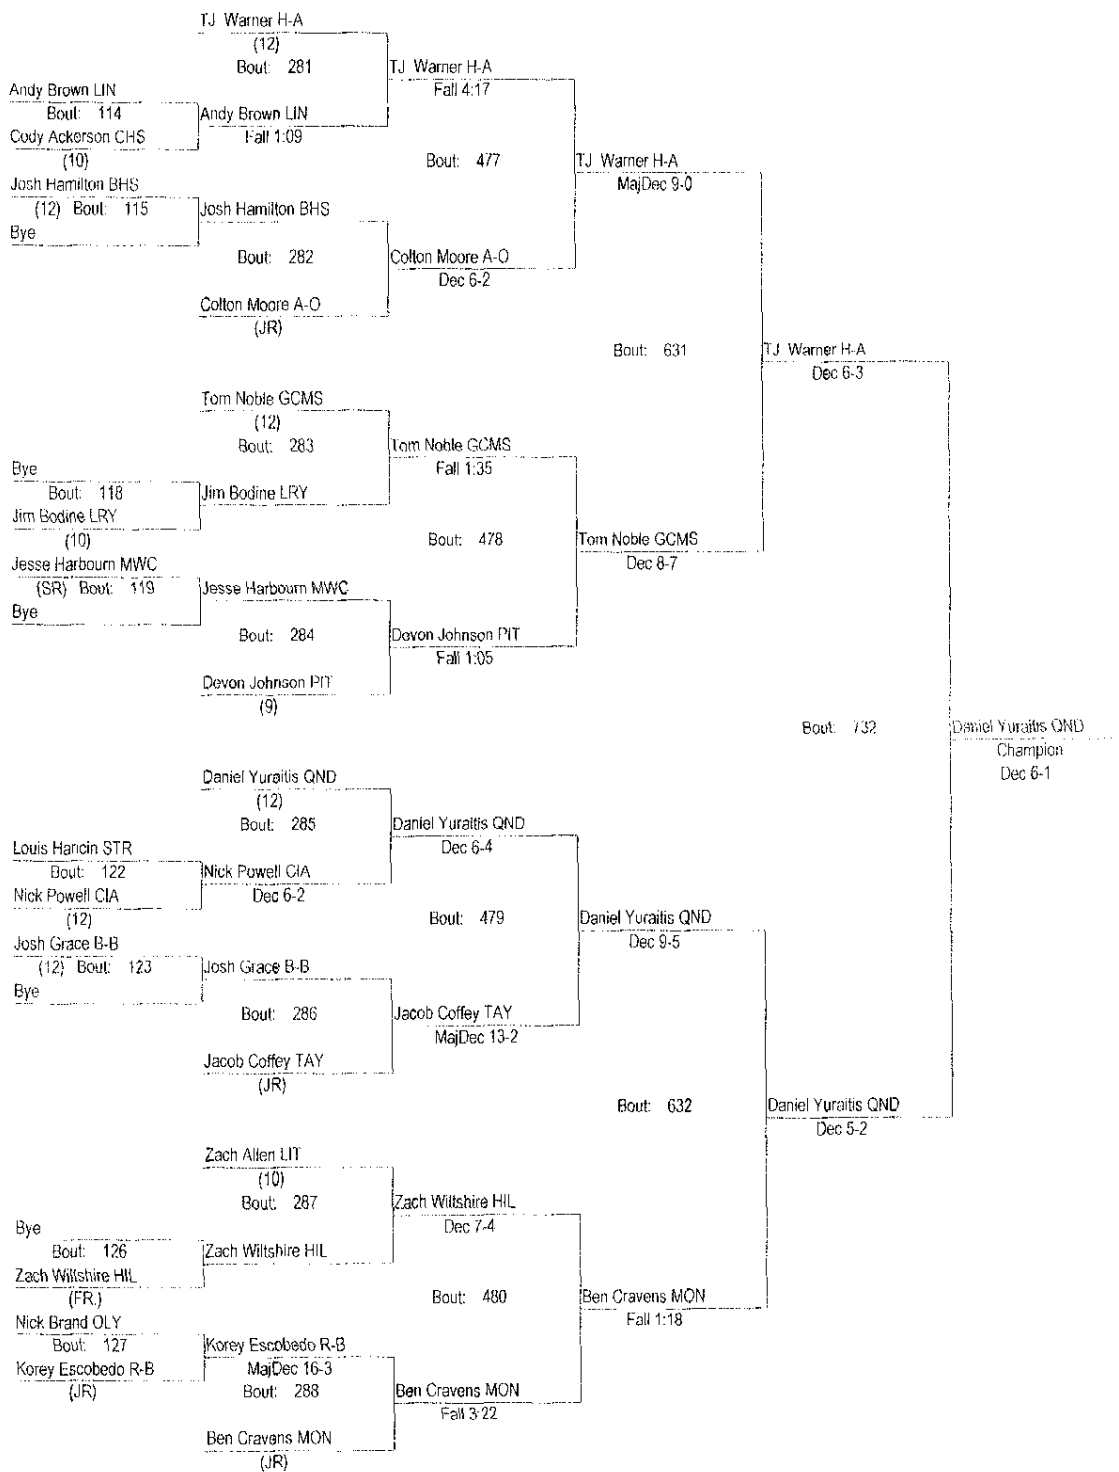 TJ Warner H-A
(12)
Bout: 281
TJ Warner H-A
Fall 4:17
Andy Brown LIN
Bout: 114
Andy Brown LIN
Fall 1:09
Cody Ackerson CHS
(10)
Bout: 477
TJ Warner H-A
MajDec 9-0
Josh Hamilton BHS
(12) Bout: 115
Josh Hamilton BHS
Bye
Bout: 282
Colton Moore A-O
Dec 6-2
Colton Moore A-O
(JR)
Bout: 631
TJ Warner H-A
Dec 6-3
Tom Noble GCMS
(12)
Bout: 283
Tom Noble GCMS
Fall 1:35
Bye
Bout: 118
Jim Bodine LRY
Jim Bodine LRY
(10)
Bout: 478
Tom Noble GCMS
Dec 8-7
Jesse Harbourn MWC
(SR) Bout: 119
Jesse Harbourn MWC
Bye
Bout: 284
Devon Johnson PIT
Fall 1:05
Devon Johnson PIT
(9)
Bout: 732
Daniel Yuraitis QND
Champion
Dec 6-1
Daniel Yuraitis QND
(12)
Bout: 285
Daniel Yuraitis QND
Dec 6-4
Louis
STR
Bout: 122
Nick Powell CIA
Dec 6-2
Nick Powell CIA
(12)
Bout: 479
Daniel Yuraitis QND
Dec 9-5
Josh Grace B-B
(12) Bout: 123
Josh Grace B-B
Bye
Bout: 286
Jacob Coffey TAY
MajDec 13-2
Jacob Coffey TAY
(JR)
Bout: 632
Daniel Yuraitis QND
Dec 5-2
Zach Allen LIT
(10)
Bout: 287
Zach Wiltshire HIL
Dec 7-4
Bye
Bout: 126
Zach Wiltshire HIL
Zach Wiltshire HIL
(FR.)
Bout: 480
Ben Cravens MON
Fall 1:18
Nick Brand OLY
Bout: 127
Korey Escobedo R-B
MajDec 16-3
Korey Escobedo R-B
(JR)
Bout: 288
Ben Cravens MON
Fall 3:22
Ben Cravens MON
(JR)